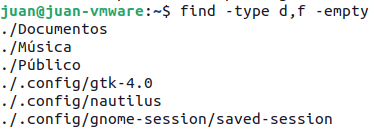 juan@juan-vmware:~$ find -type d,f -empty
./Documentos
./Música
./Público
./.config/gtk-4.0
./.config/nautilus
./.config/gnome-session/saved-session